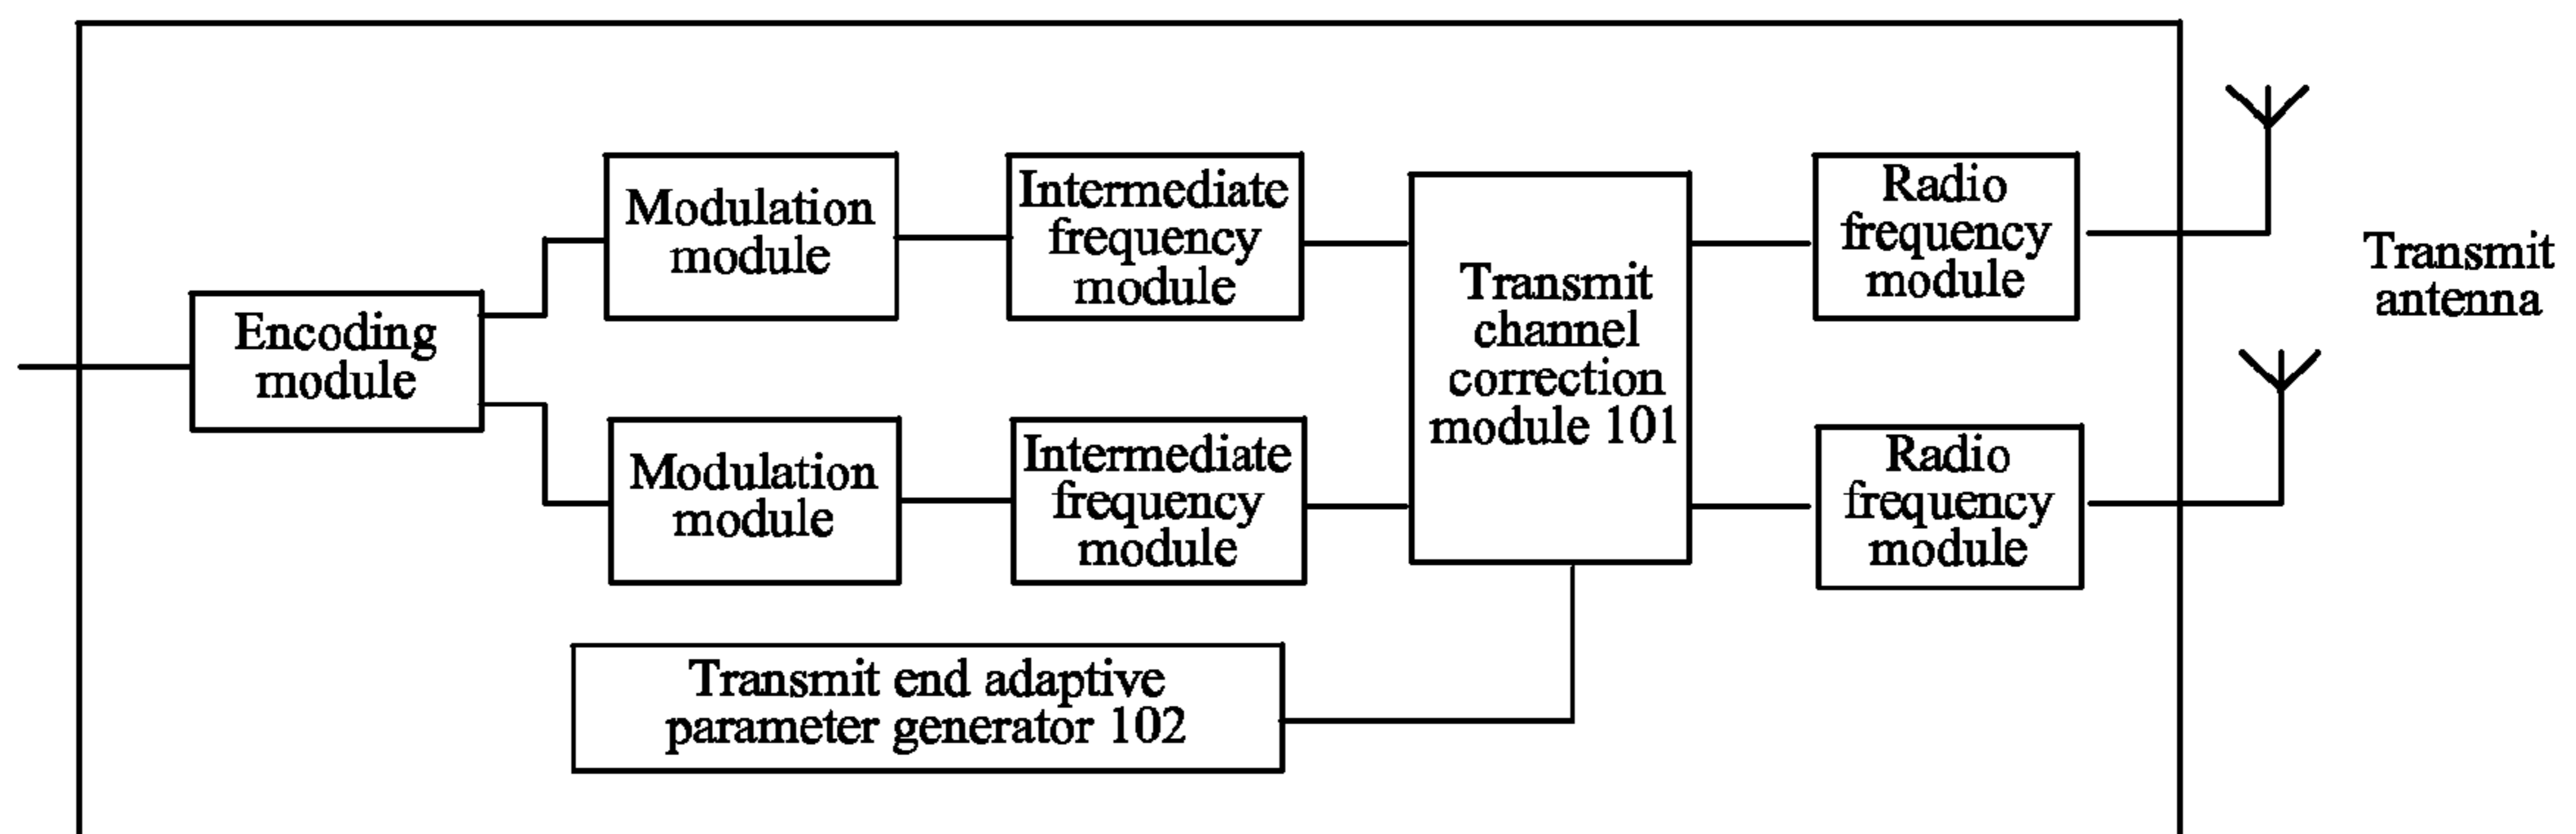 Modulation
module
Intermediate
frequency
module
Radio
frequency
module
Transmit
antenna
Encoding
module
Transmit
channel
correction
module 101
Modulation
module
Intermediate
frequency
module
Radio
frequency
module
Transmit end adaptive
parameter generator 102